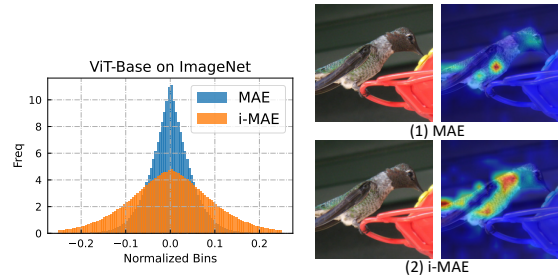 ViT-Base on ImageNet
MAE
i-MAE
Freq
10
8
6
4
2
0
−0.2
−0.1
0.0
0.1
0.2
Normalized Bins
(1) MAE
(2) i-MAE